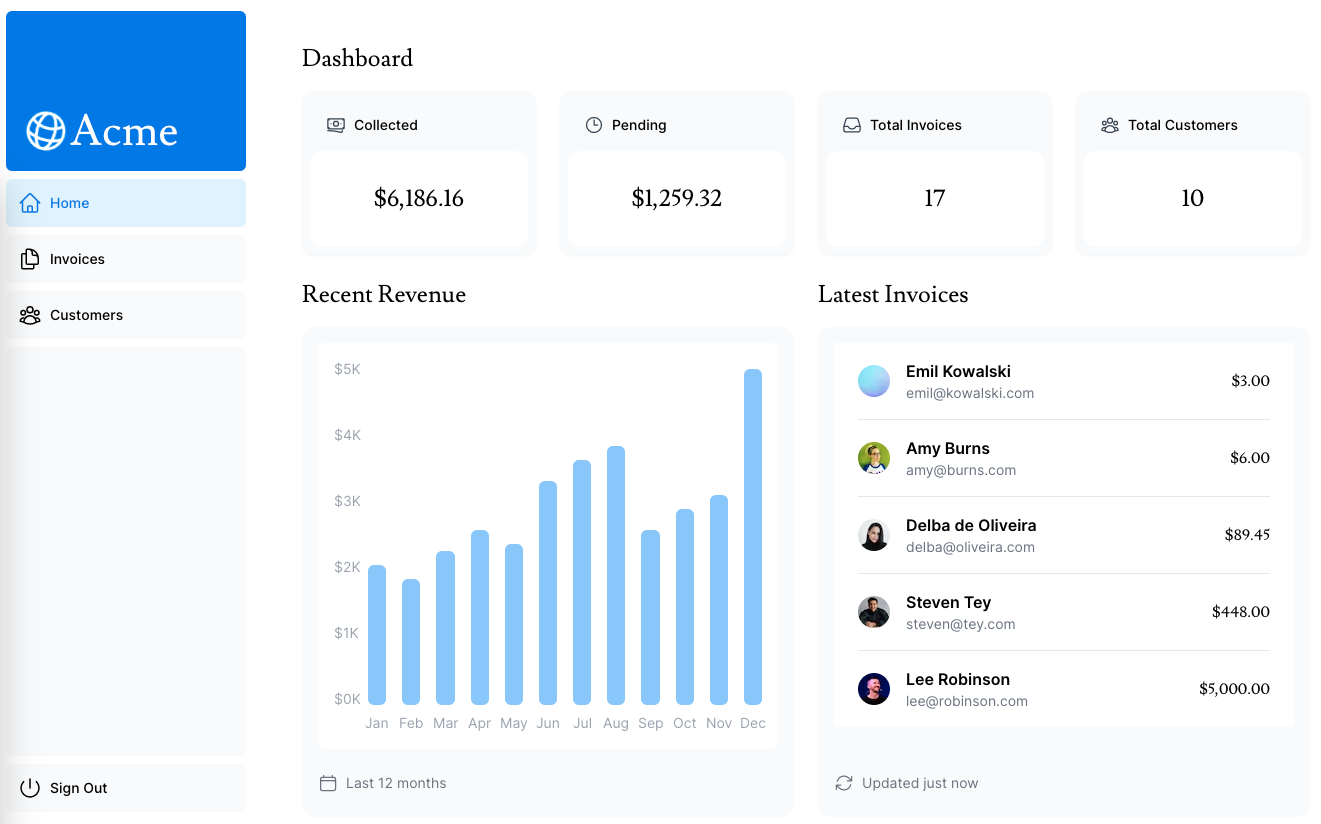 Acme
Home
Invoices
Customers
Sign Out
Dashboard
Collected
$6,186.16
Pending
$1,259.32
Total Invoices
17
Total Customers
10
Recent Revenue
$5K
$4K
$3K
$2K
$1K
$0K
Jan Feb Mar Apr May Jun Jul Aug Sep Oct Nov Dec
Last 12 months
Latest Invoices
Emil Kowalski
emil@kowalski.com
$3.00
Amy Burns
amy@burns.com
$6.00
Delba de Oliveira
delba@oliveira.com
$89.45
Steven Tey
steven@tey.com
$448.00
Lee Robinson
lee@robinson.com
$5,000.00
Updated just now